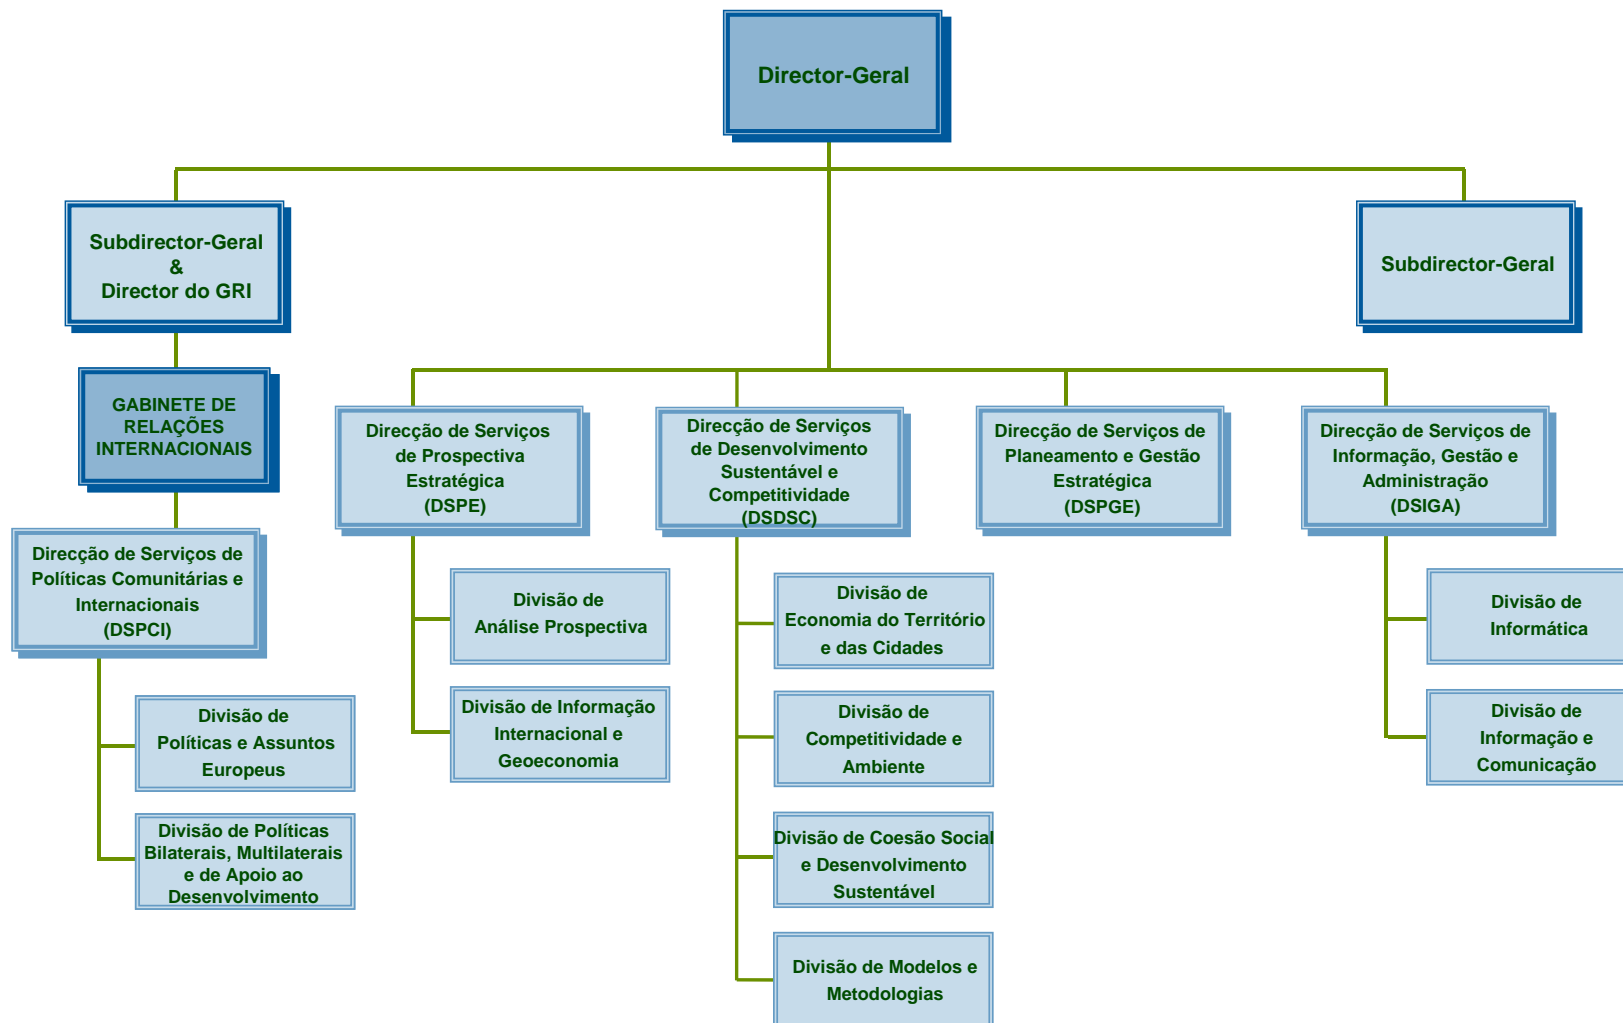 Director-Geral
Subdirector-Geral
&
Director do GRI
Subdirector-Geral
GABINETE DE
RELAÇÕES
INTERNACIONAIS
Direcção de Serviços
de Prospectiva
Estratégica
(DSPE)
Direcção de Serviços
de Desenvolvimento
Sustentável e
Competitividade
(DSDSC)
Direcção de Serviços de
Planeamento e Gestão
Estratégica
(DSPGE)
Direcção de Serviços de
Informação, Gestão e
Administração
(DSIGA)
Direcção de Serviços de
Políticas Comunitárias e
Internacionais
(DSPCI)
Divisão de
Políticas e Assuntos
Europeus
Divisão de Políticas
Bilaterais, Multilaterais
e de Apoio ao
Desenvolvimento
Divisão de
Análise Prospectiva
Divisão de Informação
Internacional e
Geoeconomia
Divisão de
Economia do Território
e das Cidades
Divisão de
Competitividade e
Ambiente
Divisão de Coesão Social
e Desenvolvimento
Sustentável
Divisão de Modelos e
Metodologias
Divisão de
Informática
Divisão de
Informação e
Comunicação